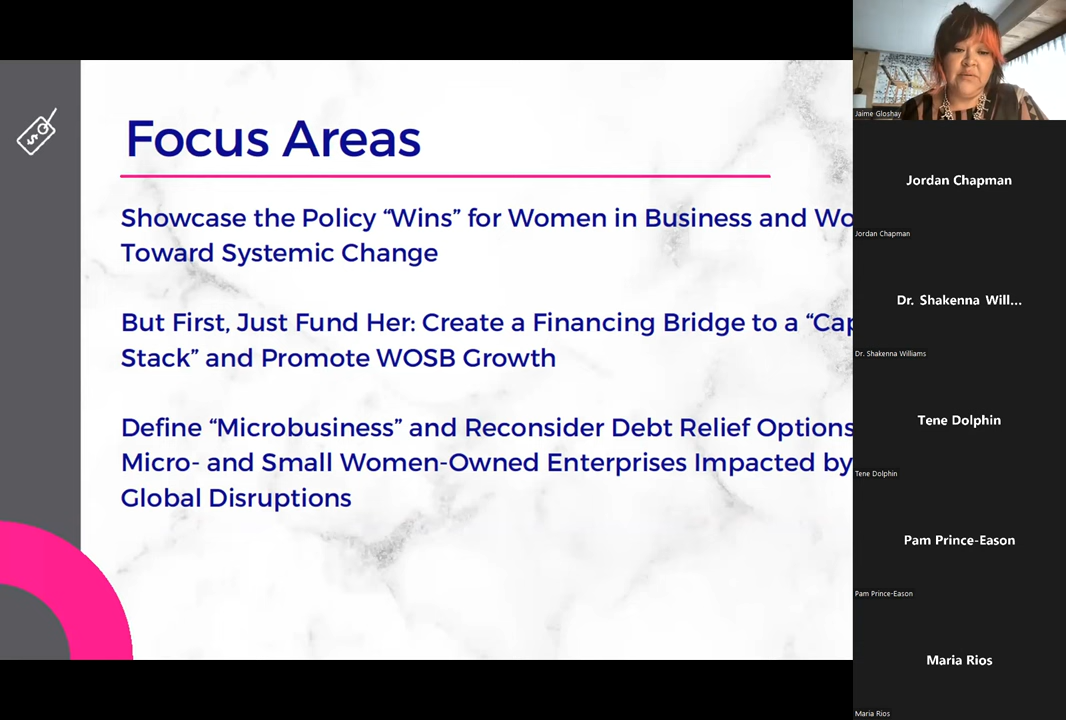 Focus Areas
Showcase the Policy “Wins” for Women in Business and
Toward Systemic Change
But First, Just Fund Her: Create a Financing Bridge to a
Stack” and Promote WOSB Growth
Define “Microbusiness” and Reconsider Debt Relief Options
Micro- and Small Women-Owned Enterprises Impacted by
Global Disruptions
Jaime Gloshay
Jordan Chapman
Jordan Chapman
Dr. Shakenna Will...
Dr. Shakenna Williams
Tene Dolphin
Tene Dolphin
Pam Prince-Eason
Pam Prince-Eason
Maria Rios
Maria Rios